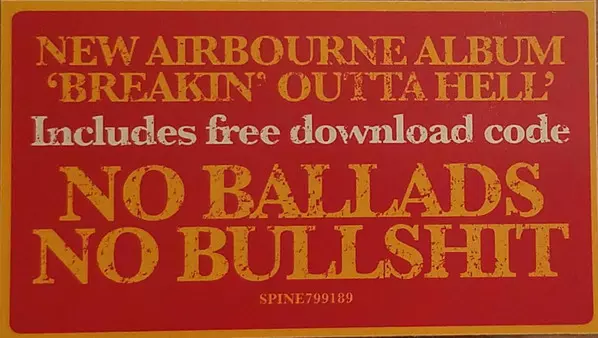 NEW AIRBOURNE ALBUM
‘BREAKIN’ OUTTA HELL’
Includes free download code
NO BALLADS
NO BULLSHIT
SPINE799189